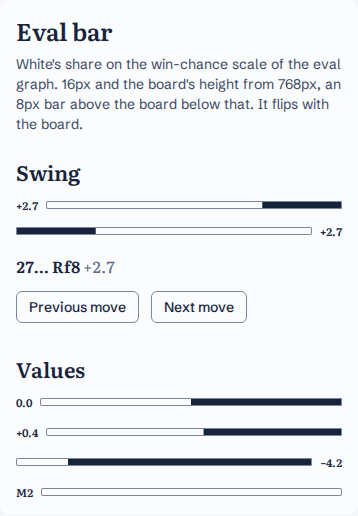 Eval bar
White's share on the win-chance scale of the eval
graph. 16px and the board's height from 768px, an
8px bar above the board below that. It flips with
the board.
Swing
+2.7
+2.7
27… Rf8 +2.7
Previous move
Next move
Values
0.0
+0.4
−4.2
M2